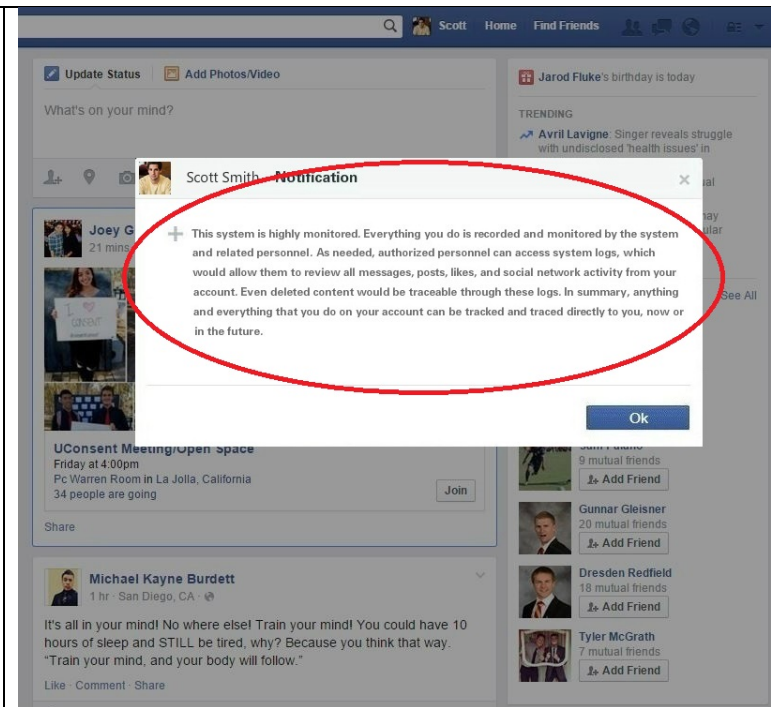 Scott Home Find Friends
Update Status Add Photos/Video
What's on your mind?
Jarod Fluke's birthday is today
TRENDING
Avril Lavigne: Singer reveals struggle
with undisclosed 'health issues' in
See All
Scott Smith Notification
This system is highly monitored. Everything you do is recorded and monitored by the system
and related personnel. As needed, authorized personnel can access system logs, which
would allow them to review all messages, posts, likes, and social network activity from your
account. Even deleted content would be traceable through these logs. In summary, anything
and everything that you do on your account can be tracked and traced directly to you, now or
in the future.
Ok
Joey G
21 mins
I
CONSENT
UConsent Meeting/Open Space
Friday at 4:00pm
Pc Warren Room in La Jolla, California
34 people are going
Join
Share
Michael Kayne Burdett
1 hr · San Diego, CA ·
It's all in your mind! No where else! Train your mind! You could have 10
hours of sleep and STILL be tired, why? Because you think that way.
"Train your mind, and your body will follow."
Like · Comment · Share
9 mutual friends
Add Friend
Gunnar Gleisner
20 mutual friends
Add Friend
Dresden Redfield
18 mutual friends
Add Friend
Tyler McGrath
7 mutual friends
Add Friend